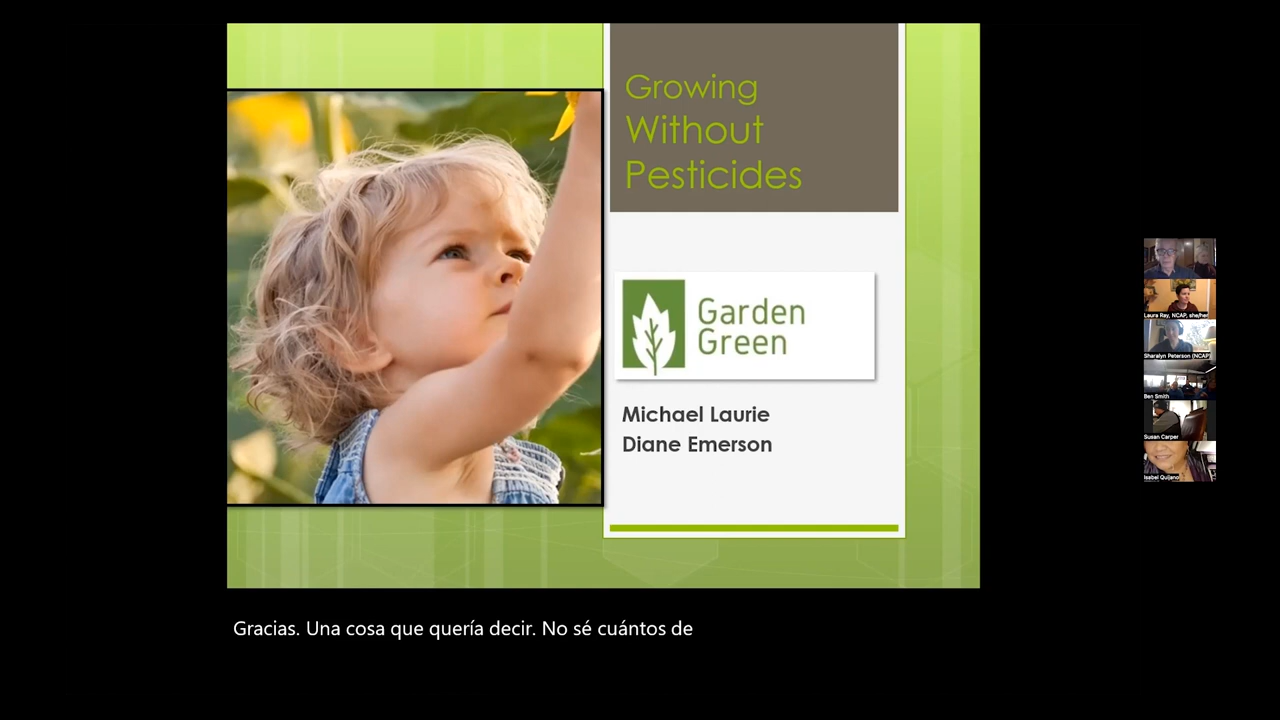 Growing
Without
Pesticides
Garden
Green
Michael Laurie
Diane Emerson
Laura Ray, NCAP, she/her
Sharalyn Peterson (NCAP)
Ben Smith
Susan Carper
Isabel Quijano
Gracias. Una cosa que quería decir. No sé cuántos de